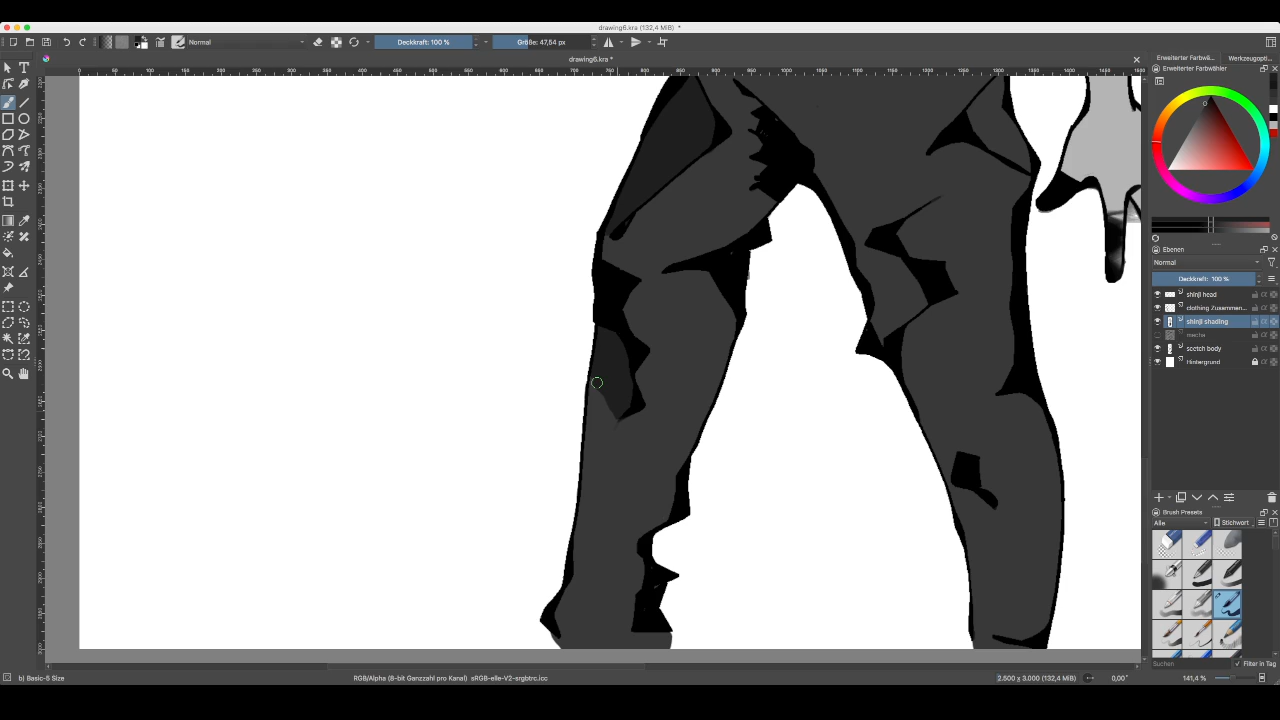 drawing6.kra (132,4 MiB) *
Normal
Deckkraft: 100 %
Größe: 47,54 px
drawing6.kra *
Erweiterter Farbwä...
Werkzeugopti...
Erweiterter Farbwähler
Ebenen
Normal
Deckkraft: 100 %
shinji head
clothing Zusammen...
shinji shading
mecha
scetch body
Hintergrund
Brush Presets
Alle
Stichwort
Suchen
Filter in Tag
b) Basic-6 Size
RGB/Alpha (8-bit Ganzzahl pro Kanal) sRGB-elle-V2-srgbtrc.icc
2.500 x 3.000 (132,4 MiB)
0,00°
141,4 %